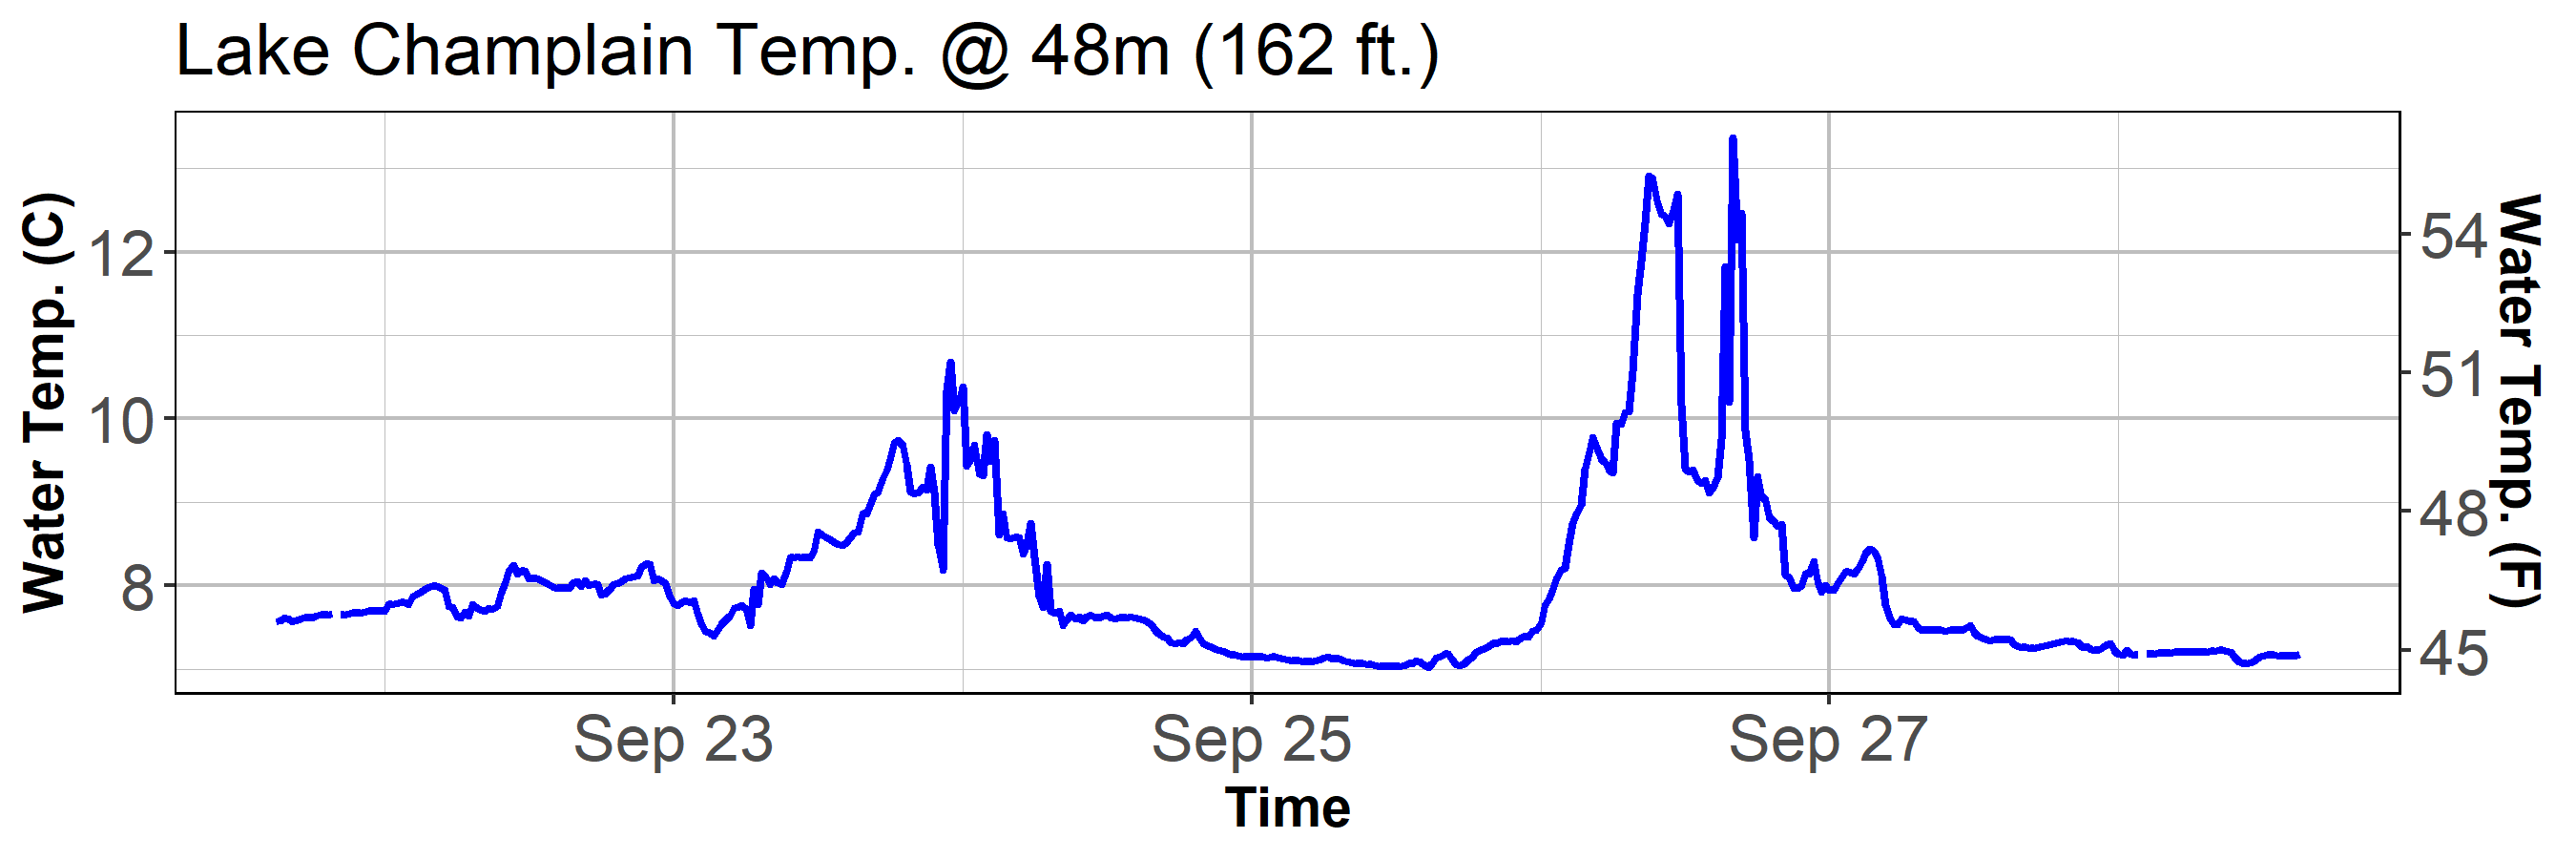 Lake Champlain Temp. @ 48m (162 ft.)
Water Temp. (C)
12
10
8
54
51
48
45
Water Temp. (F)
Sep 23
Sep 25
Sep 27
Time